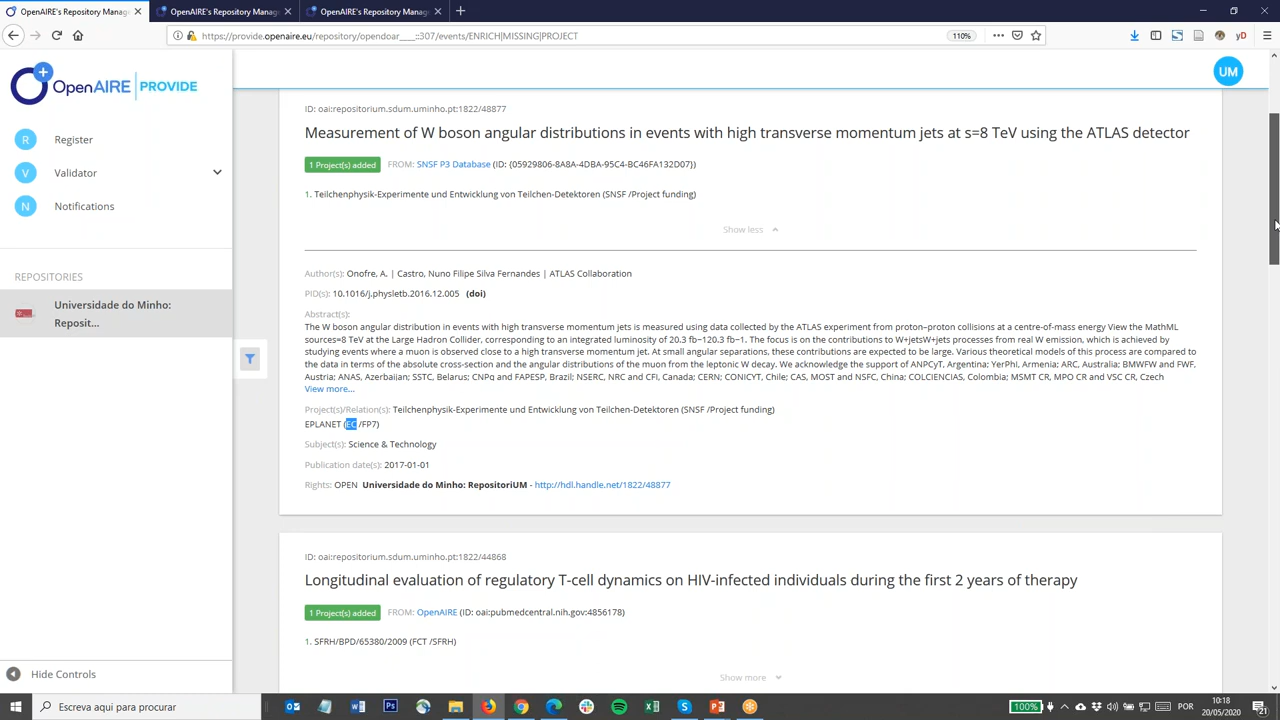 OpenAIRE's Repository Manag
OpenAIRE's Repository Manag
OpenAIRE's Repository Manag
https://provide.openaire.eu/repository/opendoar____::307/events/ENRICH|MISSING|PROJECT
110%
yD
OpenAIRE PROVIDE
UM
R Register
V Validator
N Notifications
REPOSITORIES
Universidade do Minho:
Reposit...
Hide Controls
ID: oai:repositorium.sdum.uminho.pt:1822/48877
Measurement of W boson angular distributions in events with high transverse momentum jets at s=8 TeV using the ATLAS detector
1 Project(s) added FROM: SNSF P3 Database (ID: {05929806-8A8A-4DBA-95C4-BC46FA132D07})
1. Teilchenphysik-Experimente und Entwicklung von Teilchen-Detektoren (SNSF /Project funding)
Show less
Author(s): Onofre, A. | Castro, Nuno Filipe Silva Fernandes | ATLAS Collaboration
PID(s): 10.1016/j.physletb.2016.12.005 (doi)
Abstract(s):
The W boson angular distribution in events with high transverse momentum jets is measured using data collected by the ATLAS experiment from proton–proton collisions at a centre-of-mass energy View the MathML
sources=8 TeV at the Large Hadron Collider, corresponding to an integrated luminosity of 20.3 fb−120.3 fb−1. The focus is on the contributions to W+jetsW+jets processes from real W emission, which is achieved by
studying events where a muon is observed close to a high transverse momentum jet. At small angular separations, these contributions are expected to be large. Various theoretical models of this process are compared to
the data in terms of the absolute cross-section and the angular distributions of the muon from the leptonic W decay. We acknowledge the support of ANPCyT, Argentina; YerPhI, Armenia; ARC, Australia; BMWFW and FWF,
Austria; ANAS, Azerbaijan; SSTC, Belarus; CNPq and FAPESP, Brazil; NSERC, NRC and CFI, Canada; CERN; CONICYT, Chile; CAS, MOST and NSFC, China; COLCIENCIAS, Colombia; MSMT CR, MPO CR and VSC CR, Czech
View more...
Project(s)/Relation(s): Teilchenphysik-Experimente und Entwicklung von Teilchen-Detektoren (SNSF /Project funding)
EPLANET (EC /FP7)
Subject(s): Science & Technology
Publication date(s): 2017-01-01
Rights: OPEN Universidade do Minho: RepositoriUM - http://hdl.handle.net/1822/48877
ID: oai:repositorium.sdum.uminho.pt:1822/44868
Longitudinal evaluation of regulatory T-cell dynamics on HIV-infected individuals during the first 2 years of therapy
1 Project(s) added FROM: OpenAIRE (ID: oai:pubmedcentral.nih.gov:4856178)
1. SFRH/BPD/65380/2009 (FCT /SFRH)
Show more
Escreva aqui para procurar
100%
POR
10:18
20/05/2020
21